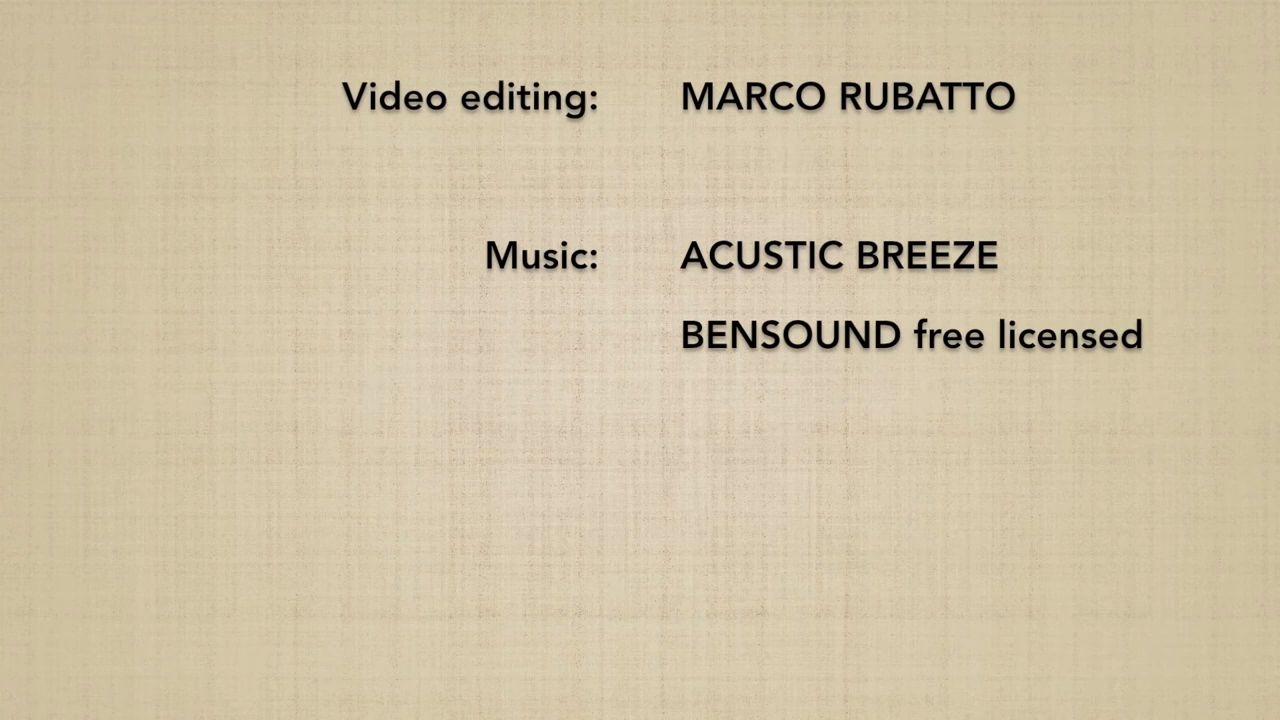 Video editing: MARCO RUBATTO
Music: ACUSTIC BREEZE
BENSOUND free licensed